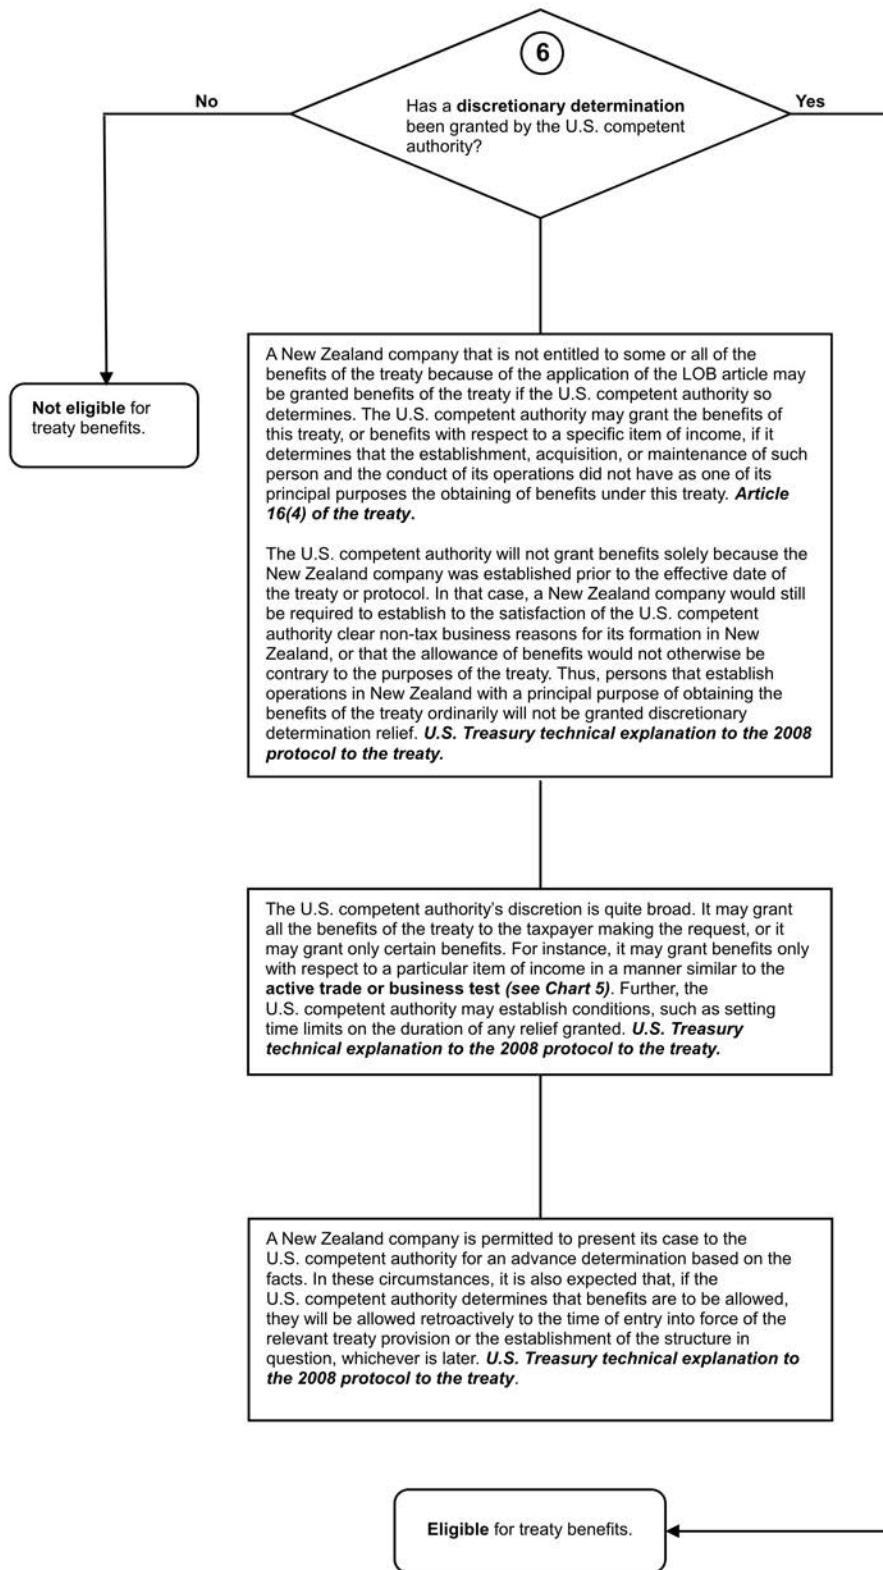 6
No
Has a discretionary determination
been granted by the U.S. competent
authority?
Yes
Not eligible for
treaty benefits.
A New Zealand company that is not entitled to some or all of the
benefits of the treaty because of the application of the LOB article may
be granted benefits of the treaty if the U.S. competent authority so
determines. The U.S. competent authority may grant the benefits of
this treaty, or benefits with respect to a specific item of income, if it
determines that the establishment, acquisition, or maintenance of such
person and the conduct of its operations did not have as one of its
principal purposes the obtaining of benefits under this treaty. Article
16(4) of the treaty.
The U.S. competent authority will not grant benefits solely because the
New Zealand company was established prior to the effective date of
the treaty or protocol. In that case, a New Zealand company would still
be required to establish to the satisfaction of the U.S. competent
authority clear non-tax business reasons for its formation in New
Zealand, or that the allowance of benefits would not otherwise be
contrary to the purposes of the treaty. Thus, persons that establish
operations in New Zealand with a principal purpose of obtaining the
benefits of the treaty ordinarily will not be granted discretionary
determination relief. U.S. Treasury technical explanation to the 2008
protocol to the treaty.
The U.S. competent authority's discretion is quite broad. It may grant
all the benefits of the treaty to the taxpayer making the request, or it
may grant only certain benefits. For instance, it may grant benefits only
with respect to a particular item of income in a manner similar to the
active trade or business test (see Chart 5). Further, the
U.S. competent authority may establish conditions, such as setting
time limits on the duration of any relief granted. U.S. Treasury
technical explanation to the 2008 protocol to the treaty.
A New Zealand company is permitted to present its case to the
U.S. competent authority for an advance determination based on the
facts. In these circumstances, it is also expected that, if the
U.S. competent authority determines that benefits are to be allowed,
they will be allowed retroactively to the time of entry into force of the
relevant treaty provision or the establishment of the structure in
question, whichever is later. U.S. Treasury technical explanation to
the 2008 protocol to the treaty.
Eligible for treaty benefits.